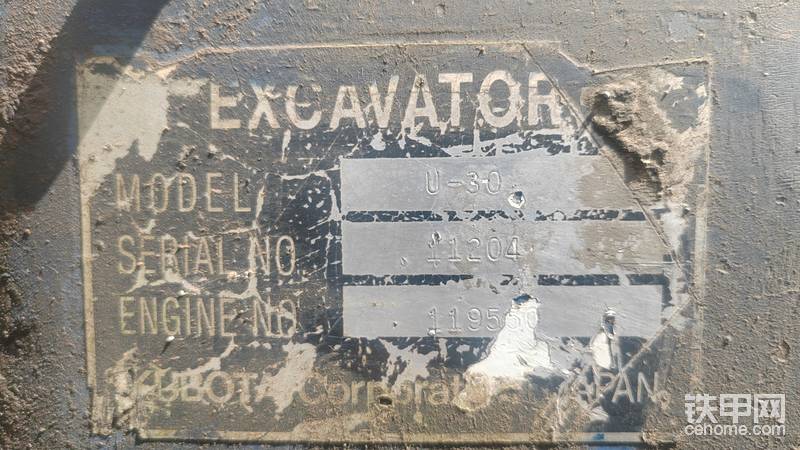 EXCAVATOR
MODEL U-30
SERIAL NO. 11204
ENGINE NO.
KUBOTA Corporation JAPAN
铁甲网
cehome.com